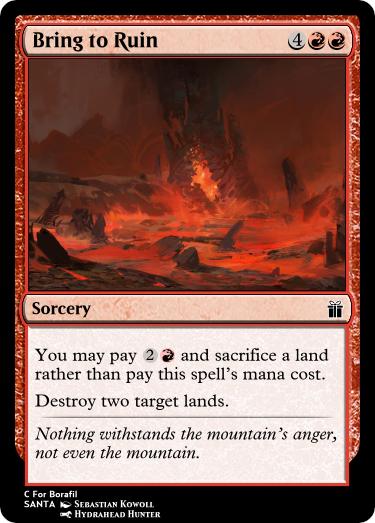 Bring to Ruin 4
Sorcery
You may pay 2 and sacrifice a land
rather than pay this spell's mana cost.
Destroy two target lands.
Nothing withstands the mountain's anger,
not even the mountain.
C For Borafil
SANTA Sebastian Kowoll
Hydrahead Hunter